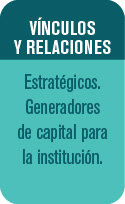 VÍNCULOS
Y RELACIONES
Estratégicos.
Generadores
de capital para
la institución.